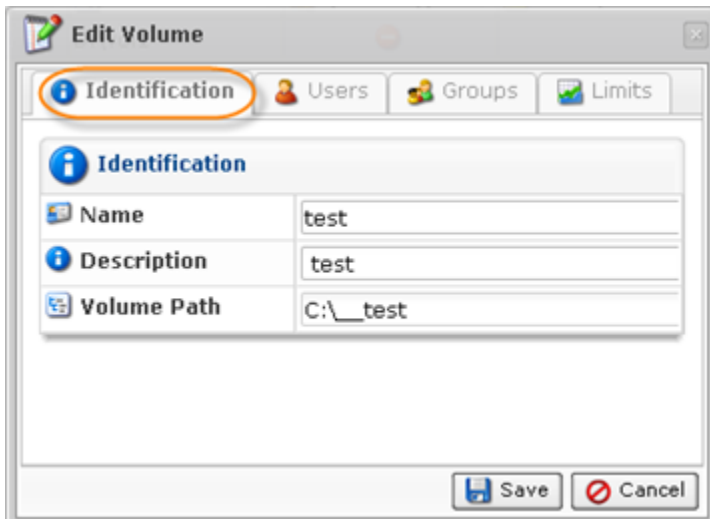 Edit Volume
Identification Users Groups Limits
Identification
Name test
Description test
Volume Path C:\__test
Save Cancel